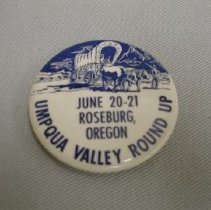 JUNE 20-21
ROSEBURG,
OREGON
UMPQUA VALLEY ROUND UP